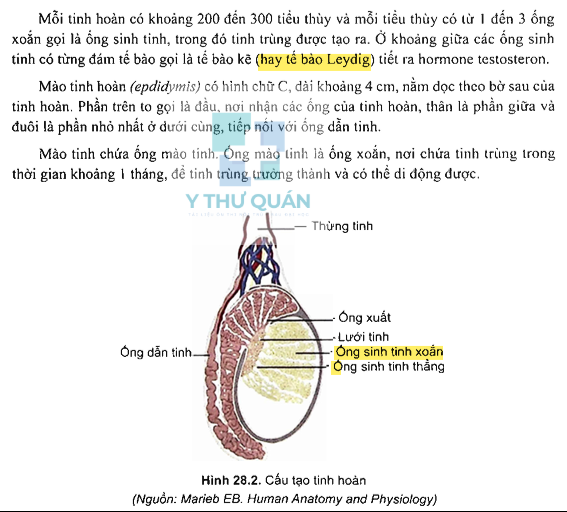 Mỗi tinh hoàn có khoảng 200 đến 300 tiểu thùy và mỗi tiểu thùy có từ 1 đến 3 ống
xoắn gọi là ống sinh tinh, trong đó tinh trùng được tạo ra. Ở khoảng giữa các ống sinh
tinh có từng đám tế bào gọi là tế bào kẽ (hay tế bào Leydig) tiết ra hormone testosteron.
Mào tinh hoàn (epdidymis) có hình chữ C, dài khoảng 4 cm, nằm dọc theo bờ sau của
tinh hoàn. Phần trên to gọi là đầu, nơi nhận các ống của tinh hoàn, thân là phần giữa và
đuôi là phần nhỏ nhất ở dưới cùng, tiếp nối với ống dẫn tinh.
Mào tinh chứa ống mào tinh. Ống mào tinh là ống xoắn, nơi chứa tinh trùng trong
thời gian khoảng 1 tháng, để tinh trùng trưởng thành và có thể di động được.
Y THƯ QUÁN
Thừng tinh
Ống xuất
Lưới tinh
Ống dẫn tinh
Ống sinh tinh xoắn
Ống sinh tinh thẳng
Hình 28.2. Cấu tạo tinh hoàn
(Nguồn: Marieb EB. Human Anatomy and Physiology)